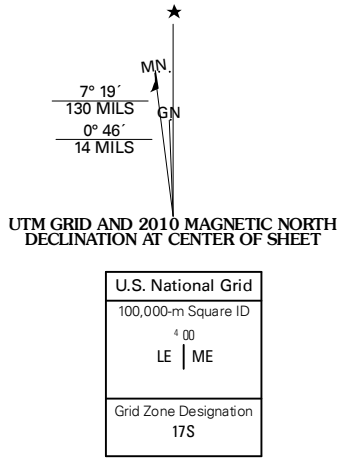 ★
M.N.
7° 19´
130 MILS
GN
0° 46´
14 MILS
UTM GRID AND 2010 MAGNETIC NORTH
DECLINATION AT CENTER OF SHEET
U.S. National Grid
100,000-m Square ID
4 00
LE | ME
Grid Zone Designation
17S